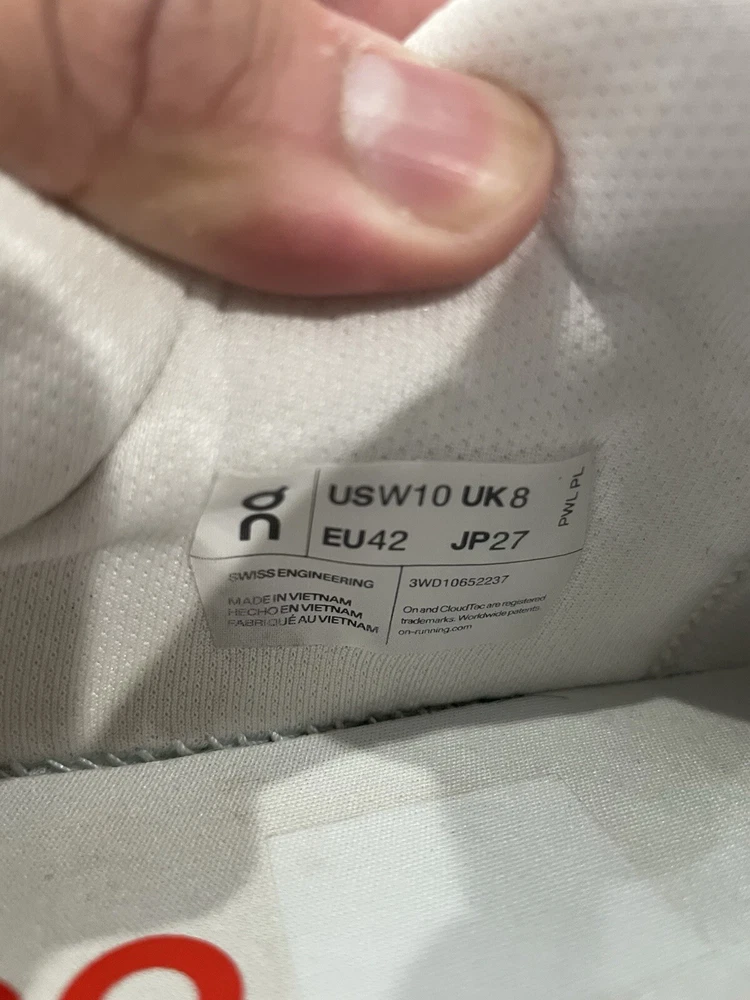 on
USW10 UK8
EU42 JP27
PWL PL
SWISS ENGINEERING
MADE IN VIETNAM
HECHO EN VIETNAM
FABRIQUÉ AU VIETNAM
3WD10652237
On and CloudTec are registered
trademarks. Worldwide patents.
on-running.com